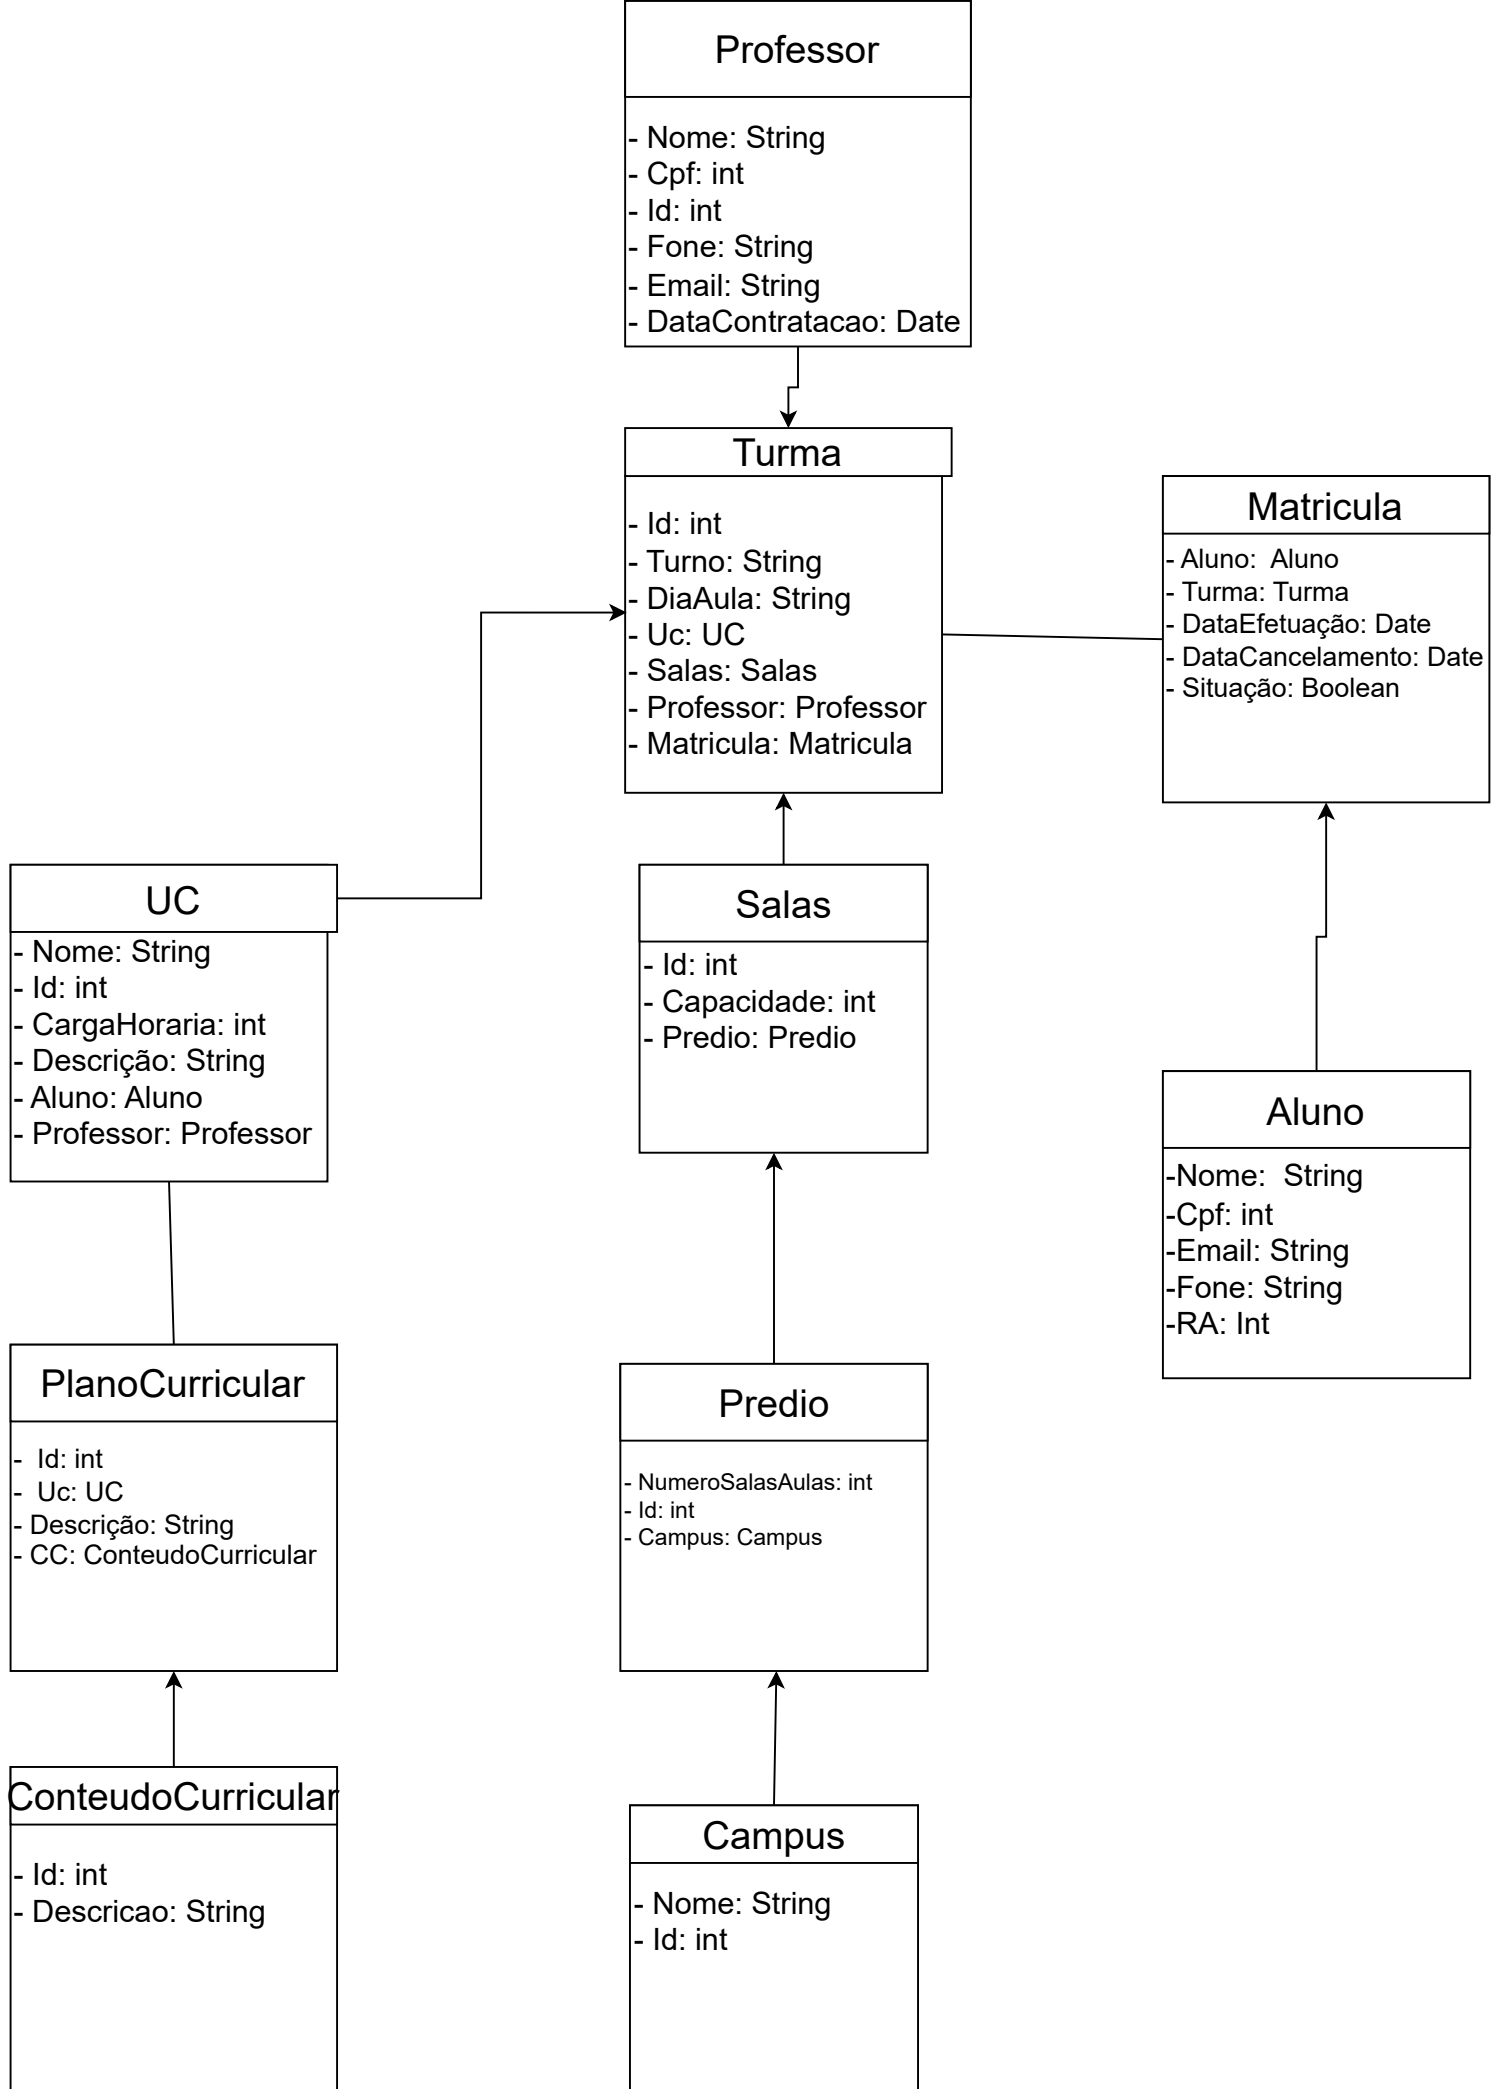 Professor
- Nome: String
- Cpf: int
- Id: int
- Fone: String
- Email: String
- DataContratacao: Date
Turma
- Id: int
- Turno: String
- DiaAula: String
- Uc: UC
- Salas: Salas
- Professor: Professor
- Matricula: Matricula
Matricula
- Aluno:  Aluno
- Turma: Turma
- DataEfetuação: Date
- DataCancelamento: Date
- Situação: Boolean
UC
- Nome: String
- Id: int
- CargaHoraria: int
- Descrição: String
- Aluno: Aluno
- Professor: Professor
Salas
- Id: int
- Capacidade: int
- Predio: Predio
Aluno
-Nome:  String
-Cpf: int
-Email: String
-Fone: String
-RA: Int
PlanoCurricular
-  Id: int
-  Uc: UC
- Descrição: String
- CC: ConteudoCurricular
Predio
- NumeroSalasAulas: int
- Id: int
- Campus: Campus
ConteudoCurricular
- Id: int
- Descricao: String
Campus
- Nome: String
- Id: int